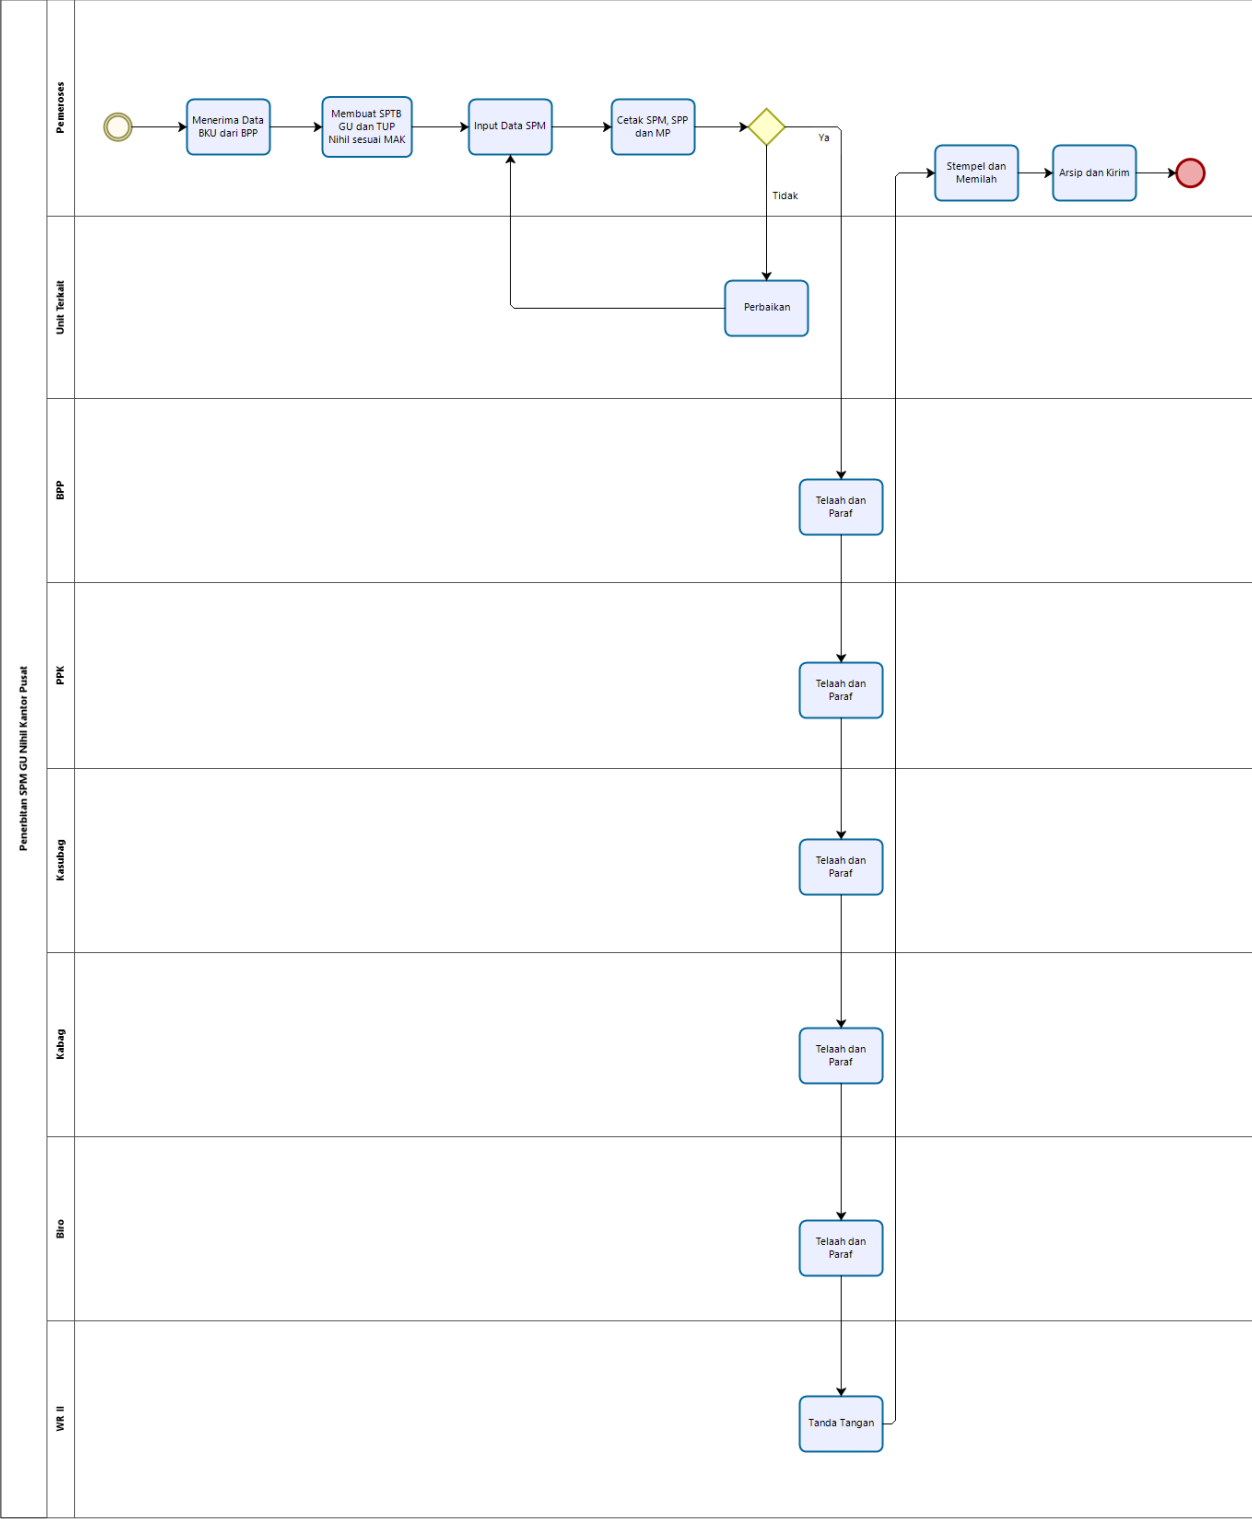 Penerbitan SPM GU Nihil Kantor Pusat
Pemeroses
Menerima Data
BKU dari BPP
Membuat SPTB
GU dan TUP
Nihil sesuai MAK
Input Data SPM
Cetak SPM, SPP
dan MP
Ya
Tidak
Stempel dan
Memilah
Arsip dan Kirim
Unit Terkait
Perbaikan
BPP
Telaah dan
Paraf
PPK
Telaah dan
Paraf
Kasubag
Telaah dan
Paraf
Kabag
Telaah dan
Paraf
Biro
Telaah dan
Paraf
WR II
Tanda Tangan